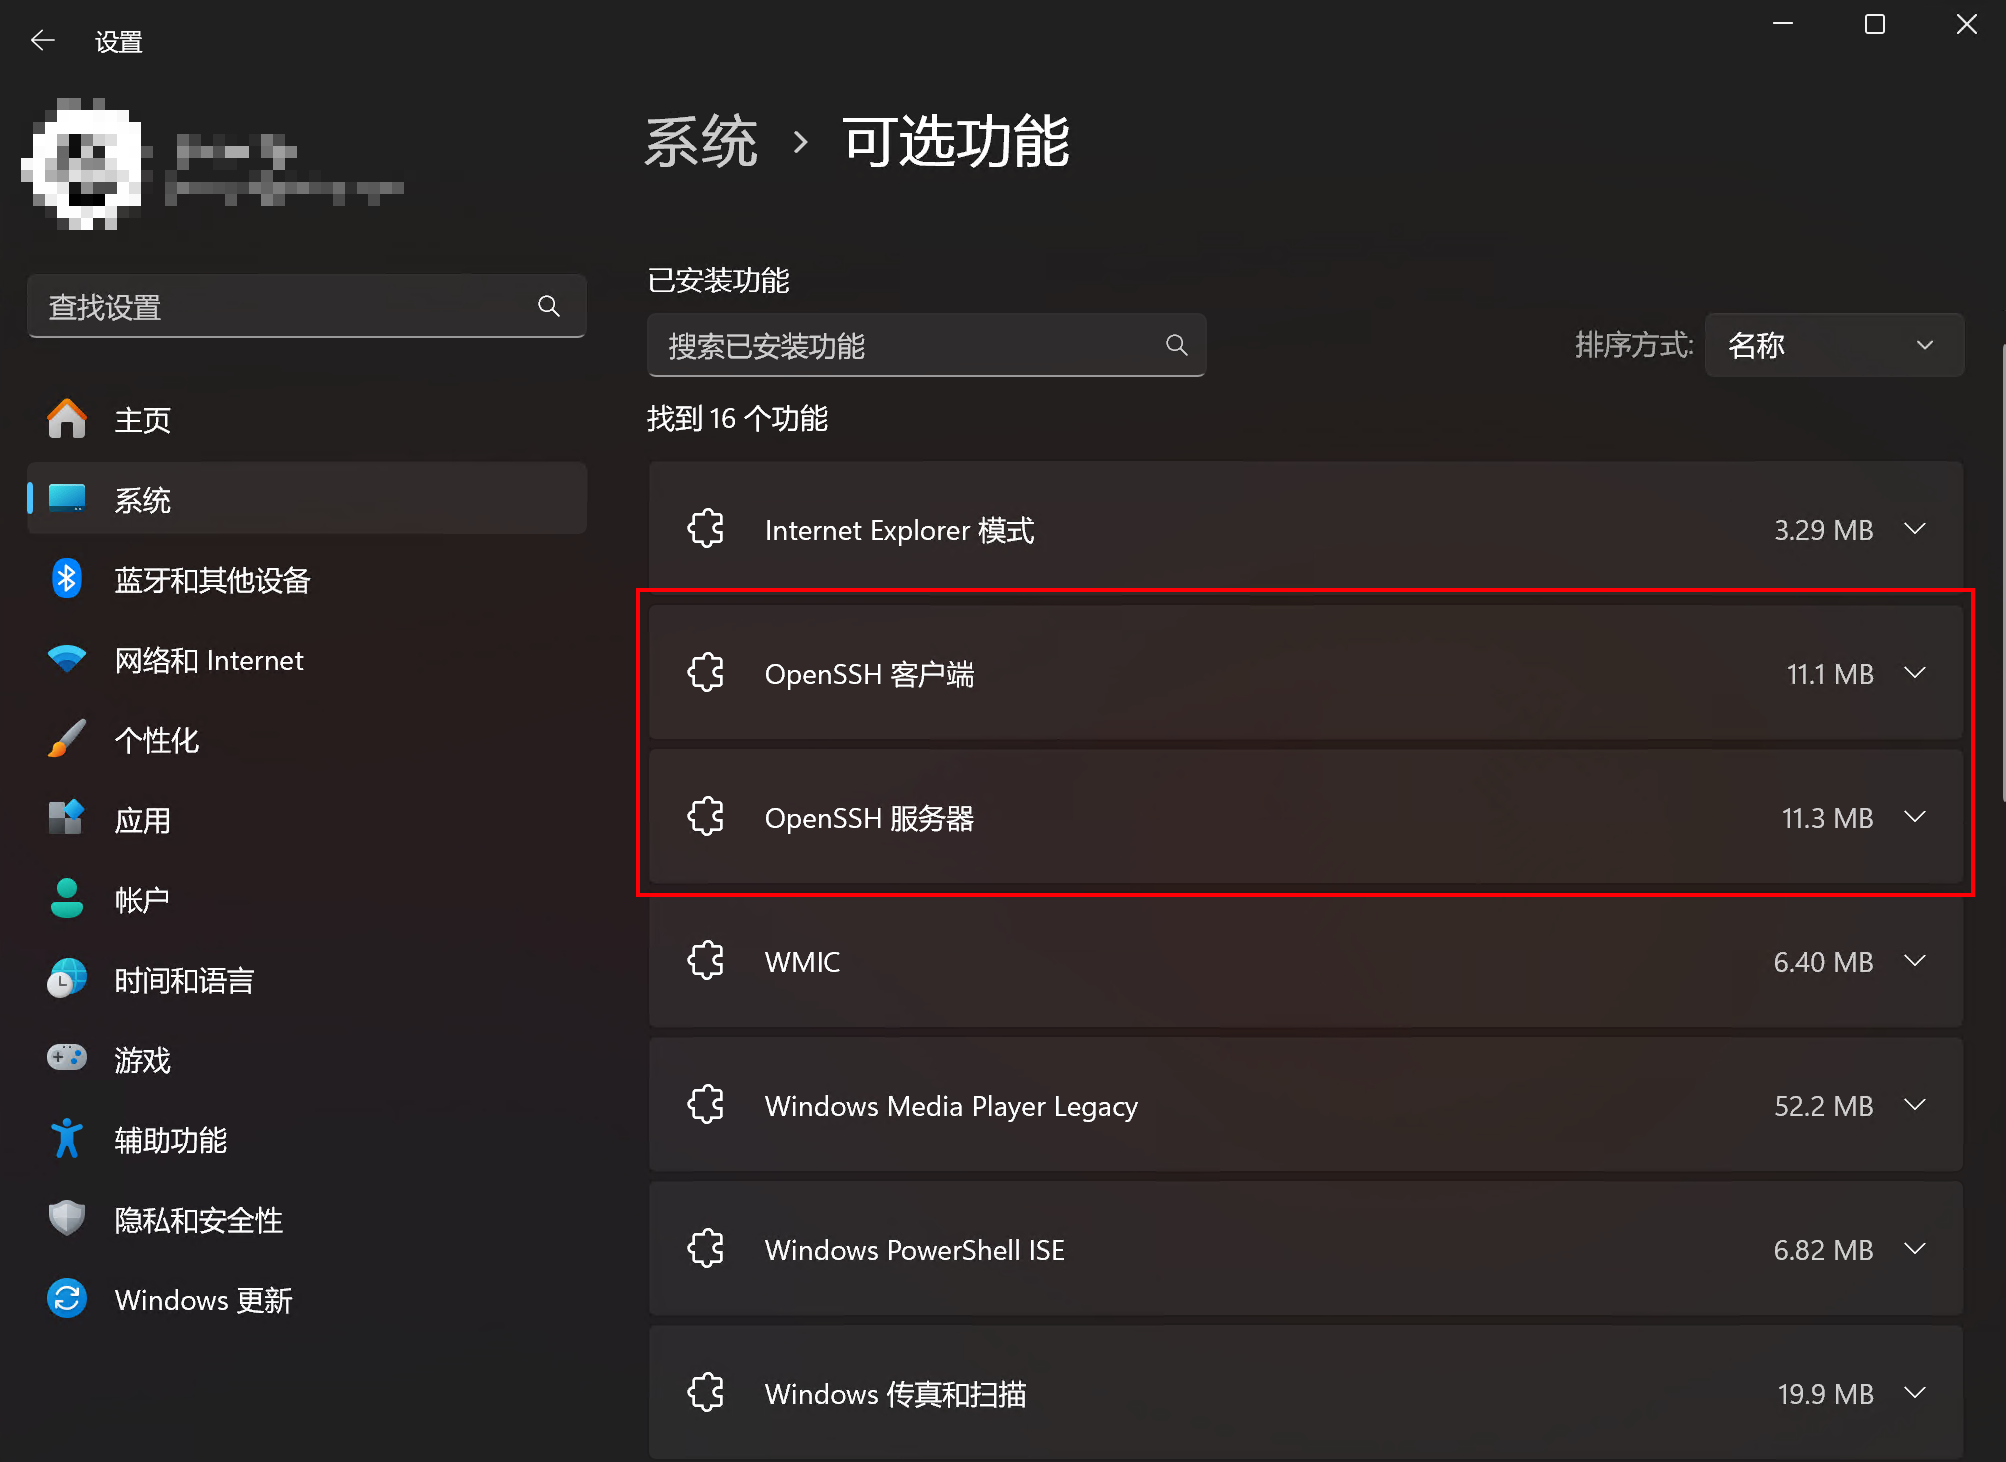 设置
查找设置
主页
系统
蓝牙和其他设备
网络和 Internet
个性化
应用
帐户
时间和语言
游戏
辅助功能
隐私和安全性
Windows 更新
系统 › 可选功能
已安装功能
搜索已安装功能
排序方式: 名称
找到 16 个功能
Internet Explorer 模式 3.29 MB
OpenSSH 客户端 11.1 MB
OpenSSH 服务器 11.3 MB
WMIC 6.40 MB
Windows Media Player Legacy 52.2 MB
Windows PowerShell ISE 6.82 MB
Windows 传真和扫描 19.9 MB